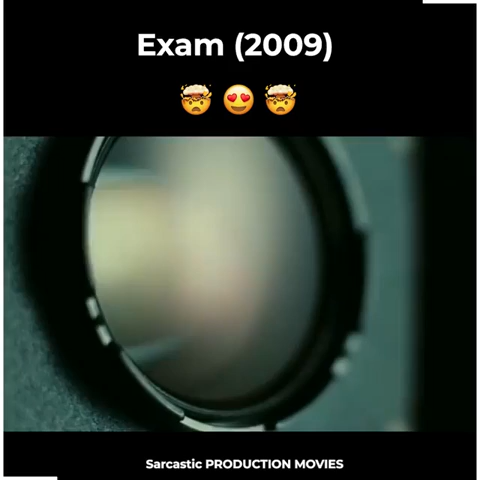 Exam (2009)
🤯 😍 🤯
Sarcastic PRODUCTION MOVIES